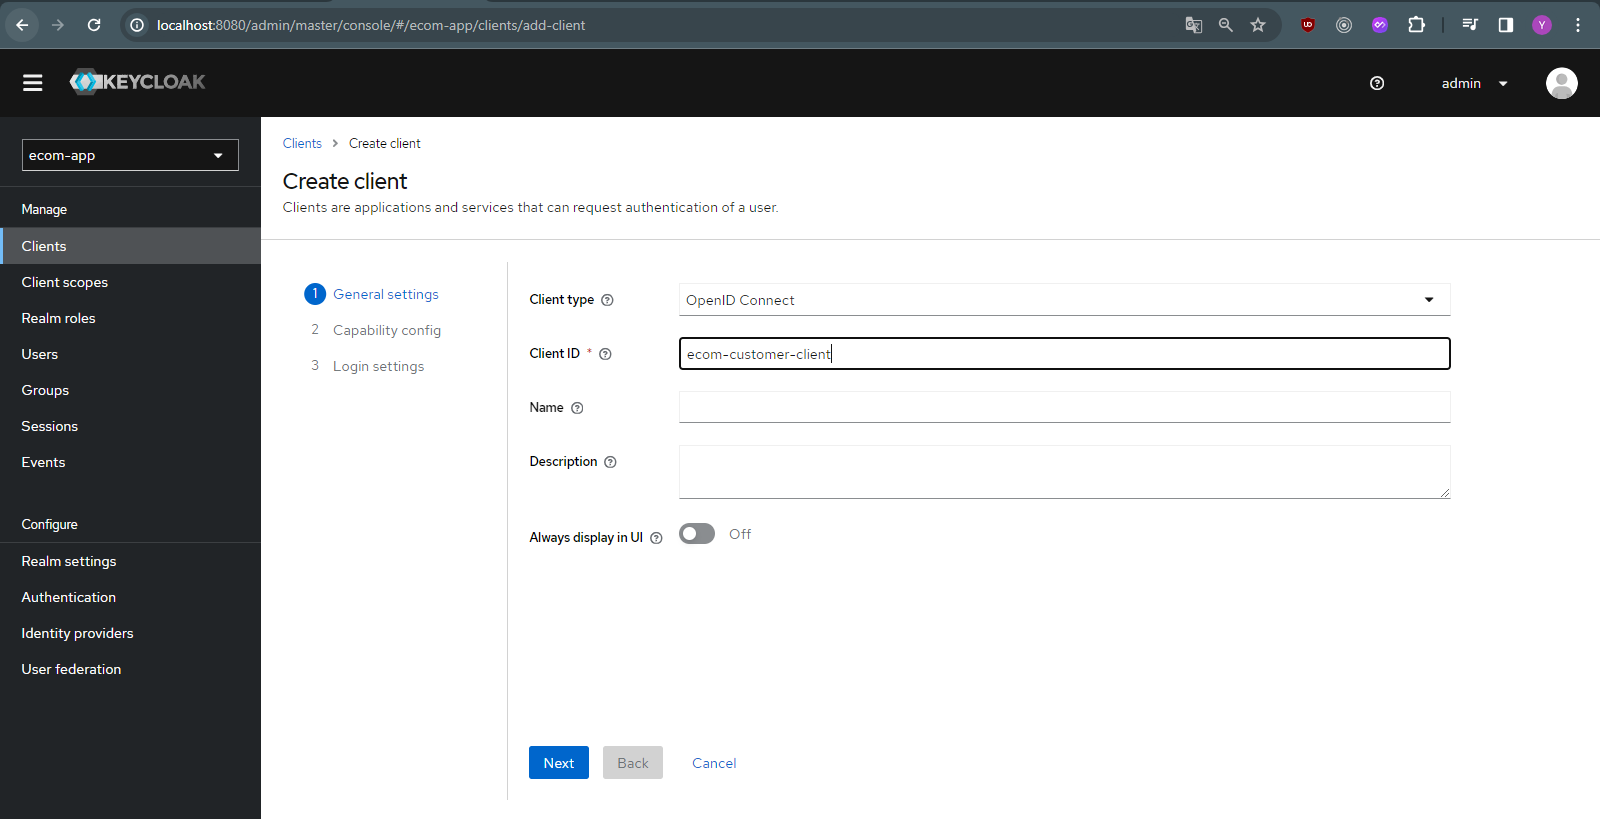 localhost:8080/admin/master/console/#/ecom-app/clients/add-client
UD
Y
KEYCLOAK
admin
ecom-app
Manage
Clients
Client scopes
Realm roles
Users
Groups
Sessions
Events
Configure
Realm settings
Authentication
Identity providers
User federation
Clients > Create client
Create client
Clients are applications and services that can request authentication of a user.
1 General settings
2 Capability config
3 Login settings
Client type OpenID Connect
Client ID * ecom-customer-client
Name
Description
Always display in UI Off
Next Back Cancel